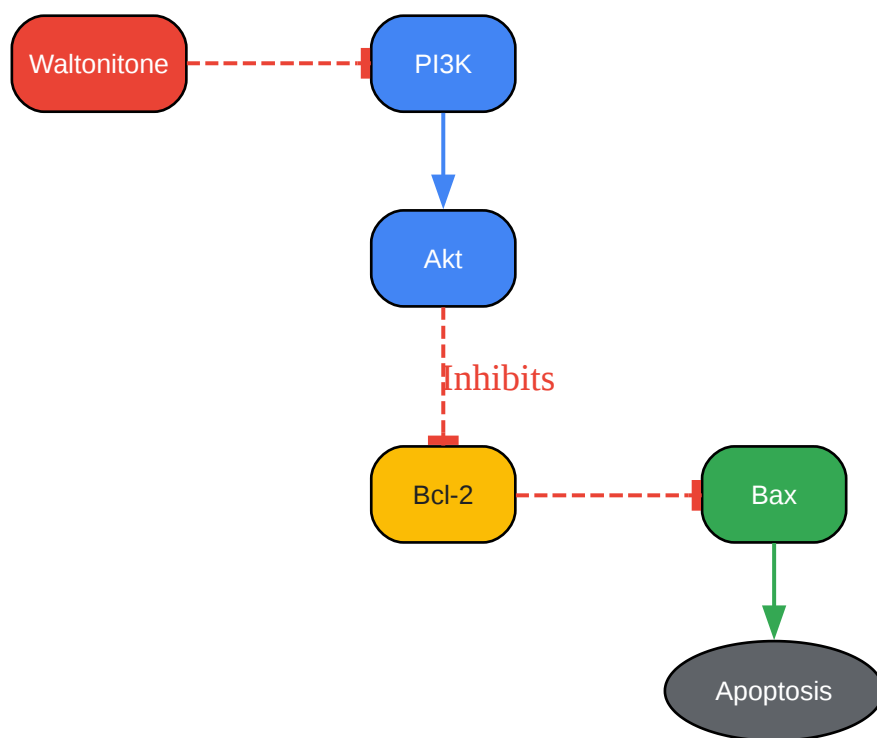 Waltonitone
PI3K
Akt
Inhibits
Bcl-2
Bax
Apoptosis